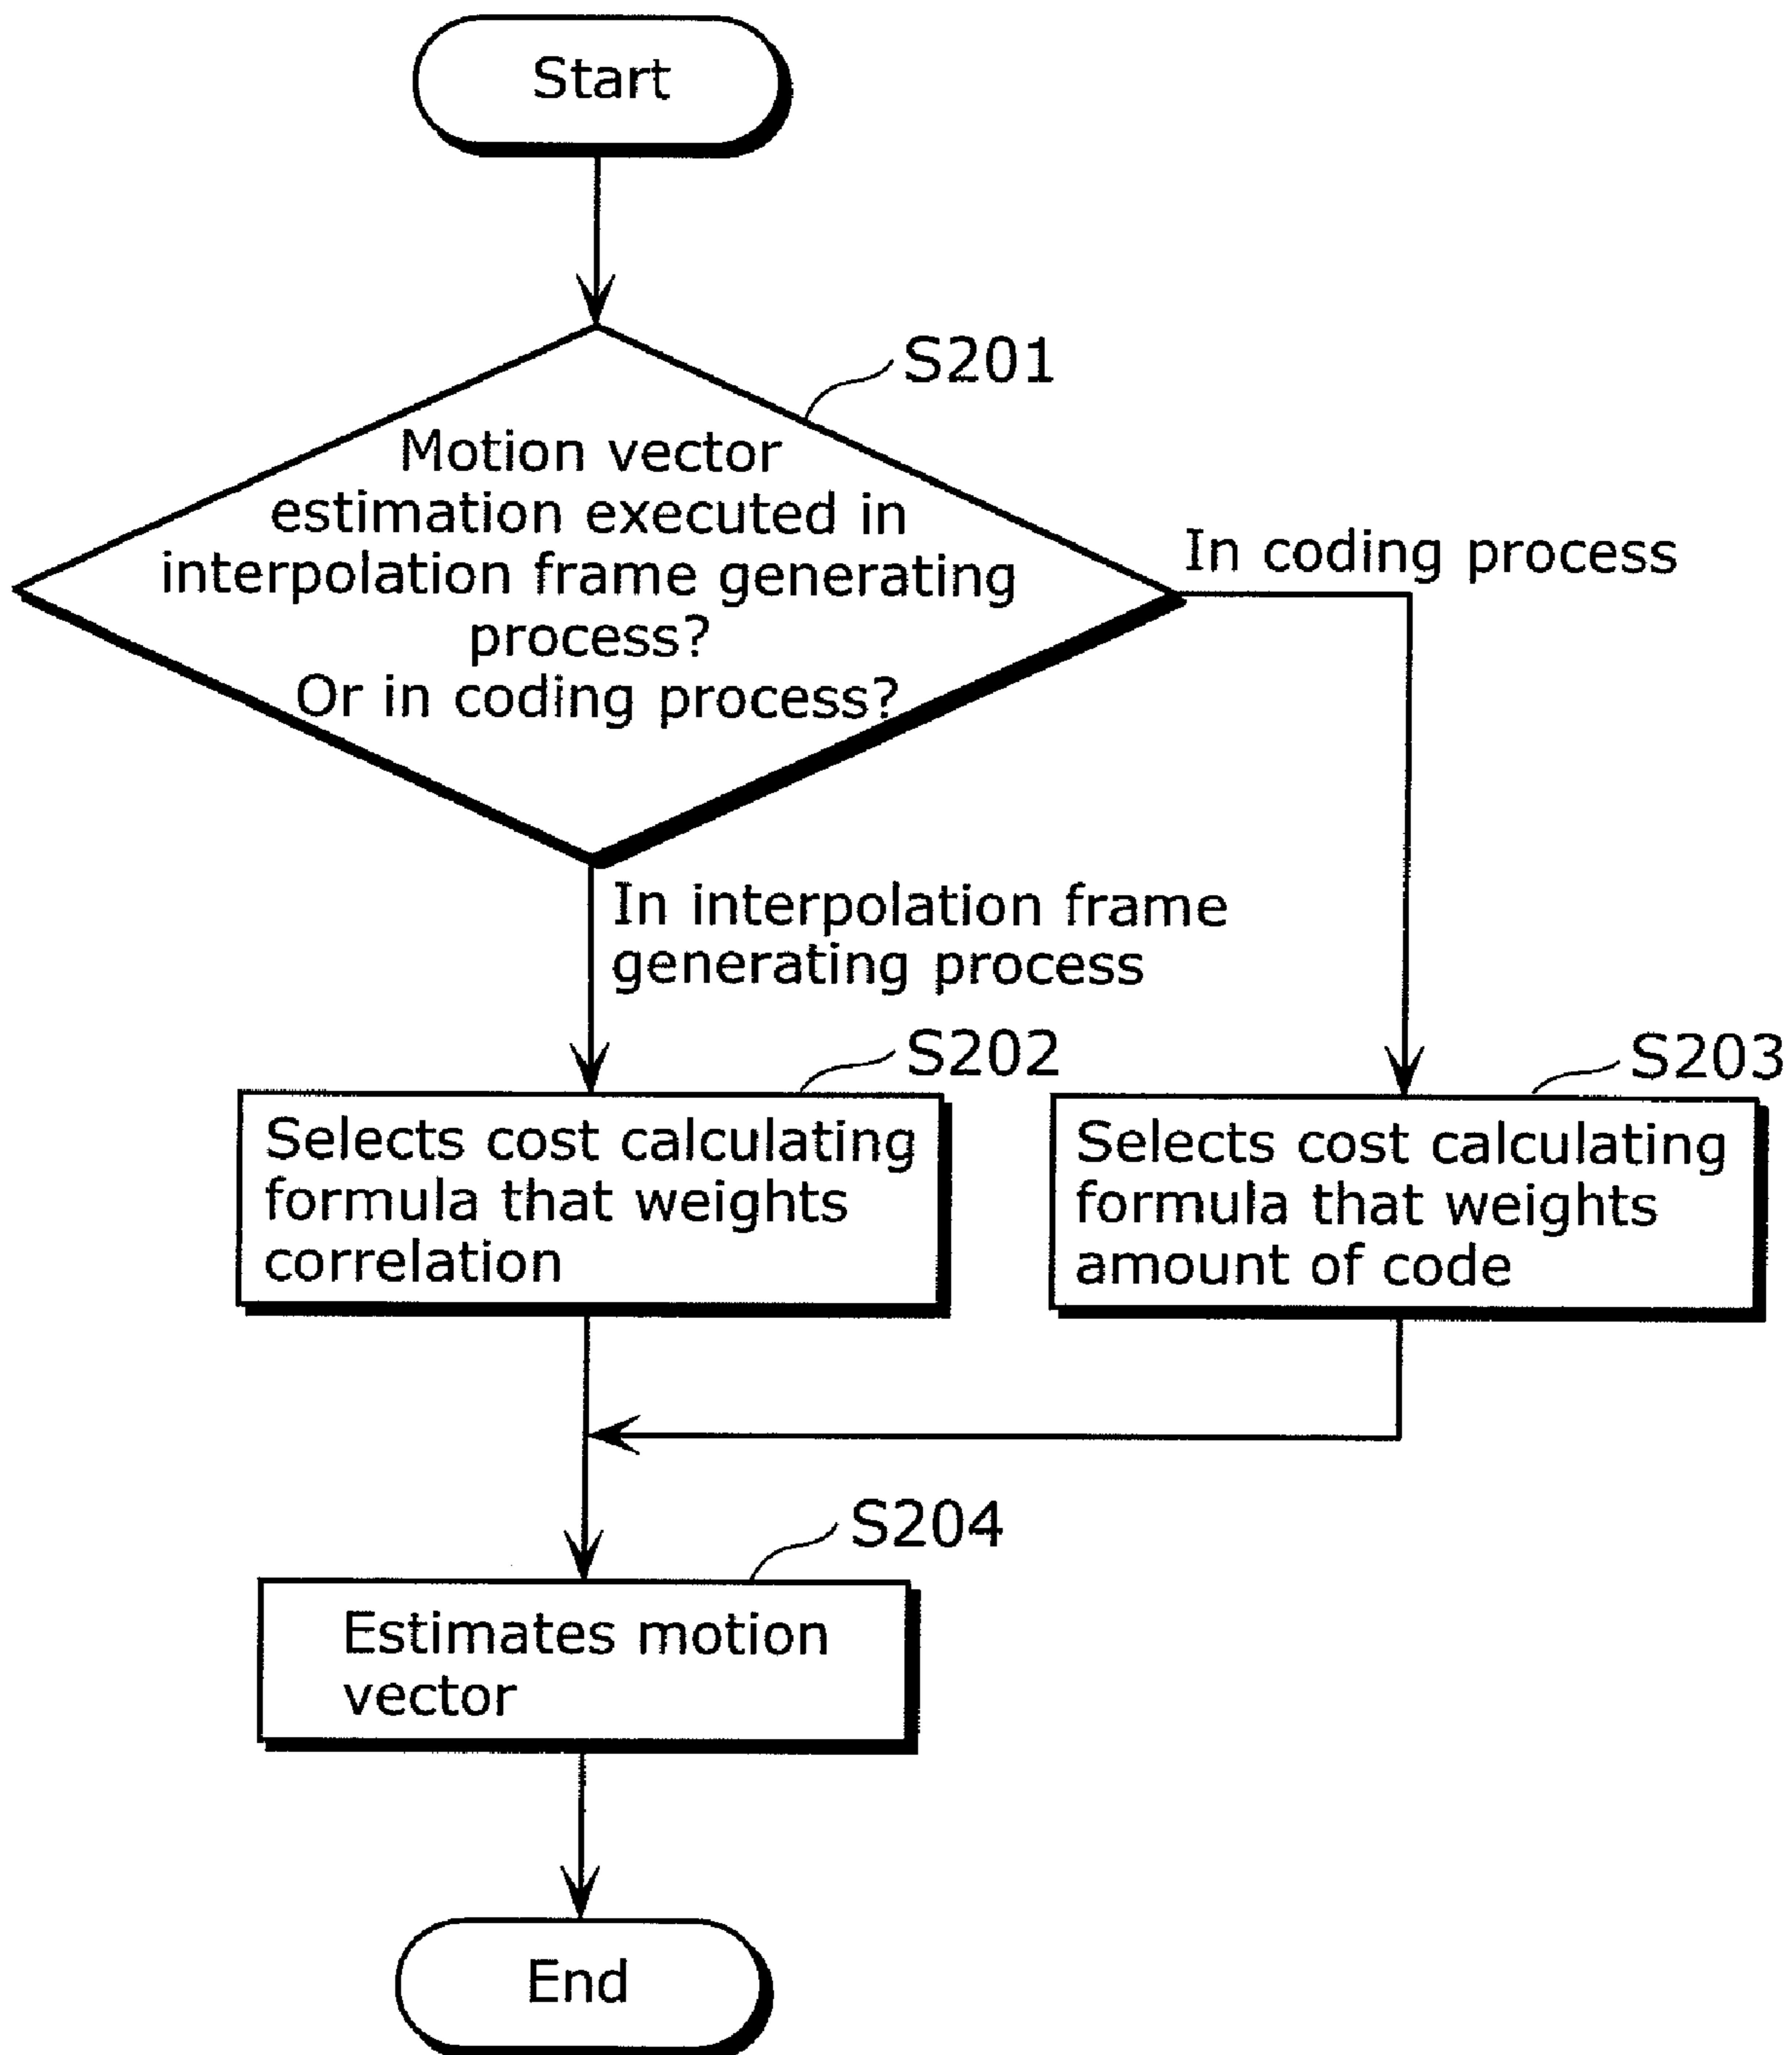 Start
S201
Motion vector
estimation executed in
interpolation frame generating
process?
Or in coding process?
In coding process
In interpolation frame
generating process
S202
Selects cost calculating
formula that weights
correlation
S203
Selects cost calculating
formula that weights
amount of code
S204
Estimates motion
vector
End